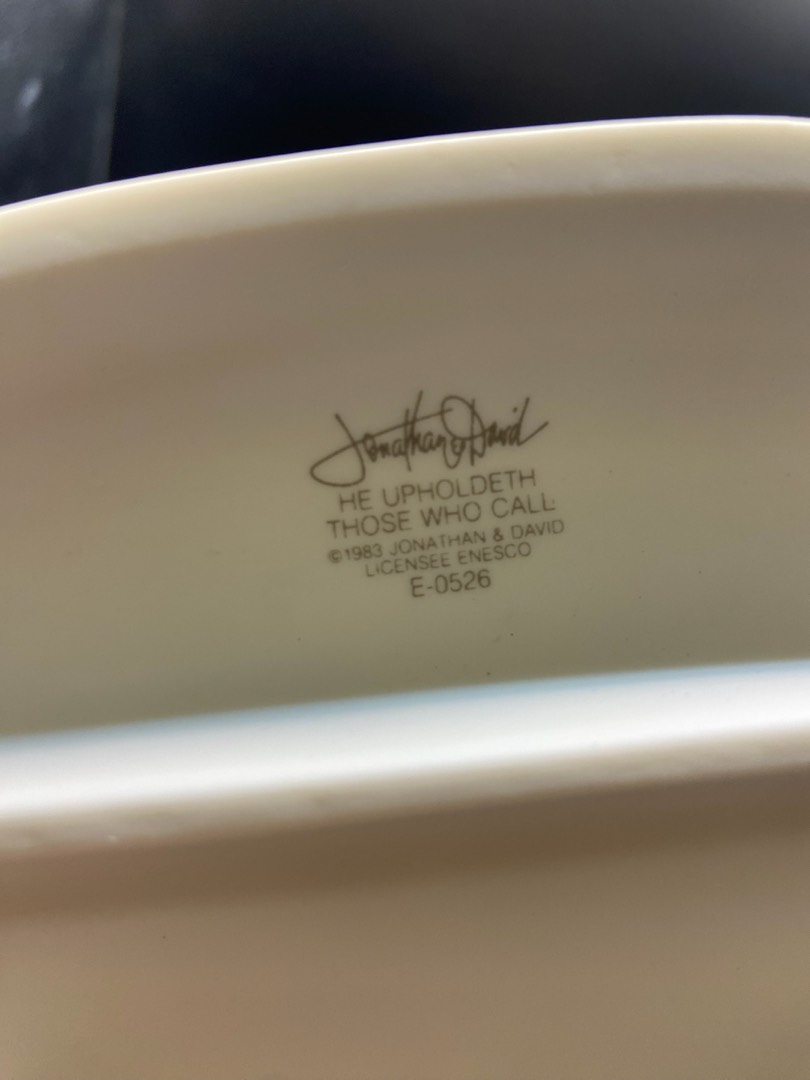 Jonathan & David
HE UPHOLDETH
THOSE WHO CALL
©1983 JONATHAN & DAVID
LICENSEE ENESCO
E-0526